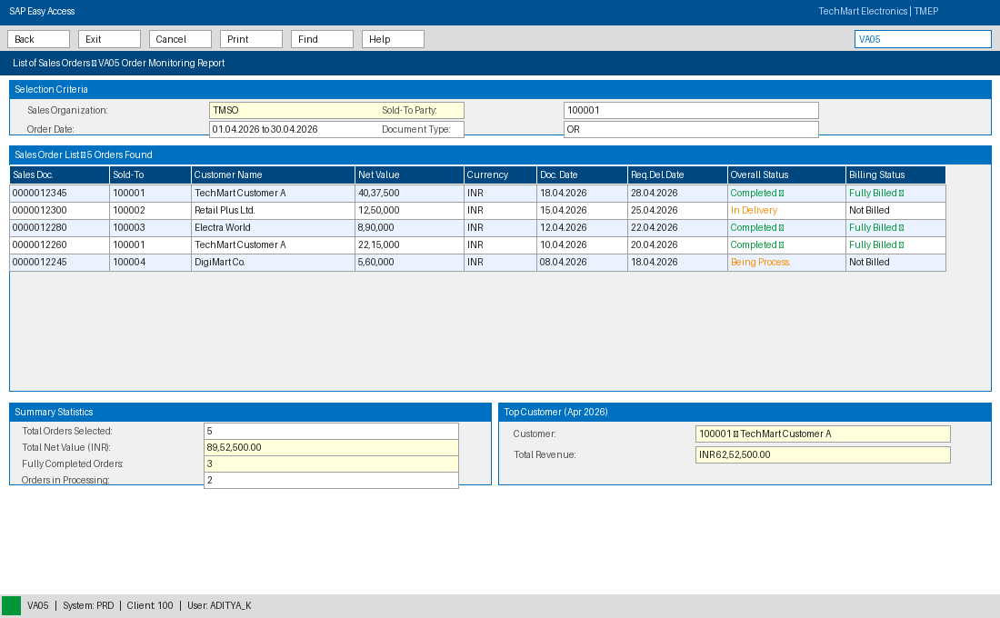 SAP Easy Access TechMart Electronics | TMEP
Back Exit Cancel Print Find Help VA05
List of Sales Orders VA05 Order Monitoring Report
Selection Criteria
Sales Organization: TMSO Sold-To Party: 100001
Order Date: 01.04.2026 to 30.04.2026 Document Type: OR
Sales Order List 5 Orders Found
Sales Doc. Sold-To Customer Name Net Value Currency Doc. Date Req.Del.Date Overall Status Billing Status
0000012345 100001 TechMart Customer A 40,37,500 INR 18.04.2026 28.04.2026 Completed Fully Billed
0000012300 100002 Retail Plus Ltd. 12,50,000 INR 15.04.2026 25.04.2026 In Delivery Not Billed
0000012280 100003 Electra World 8,90,000 INR 12.04.2026 22.04.2026 Completed Fully Billed
0000012260 100001 TechMart Customer A 22,15,000 INR 10.04.2026 20.04.2026 Completed Fully Billed
0000012245 100004 DigiMart Co. 5,60,000 INR 08.04.2026 18.04.2026 Being Process. Not Billed
Summary Statistics
Total Orders Selected: 5
Total Net Value (INR): 89,52,500.00
Fully Completed Orders: 3
Orders in Processing: 2
Top Customer (Apr 2026)
Customer: 100001 TechMart Customer A
Total Revenue: INR 62,52,500.00
VA05 | System: PRD | Client: 100 | User: ADITYA_K